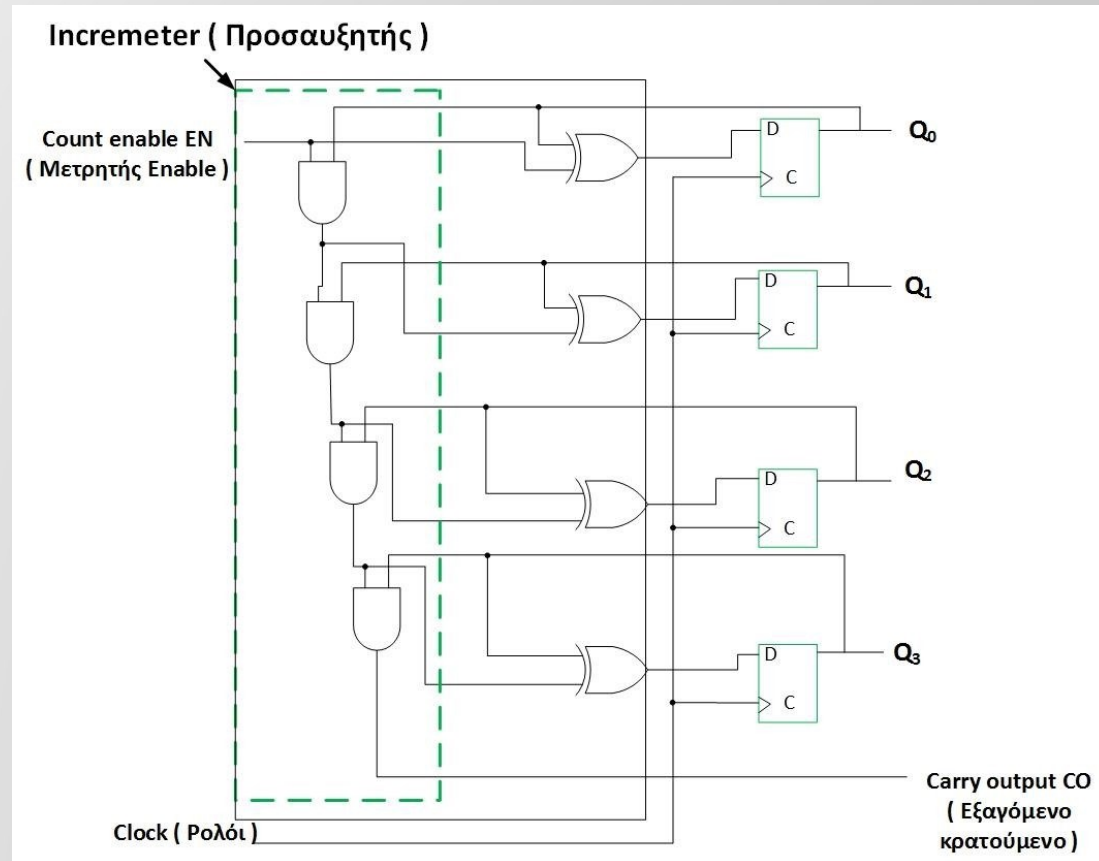 Incremeter ( Προσαυξητής )
Count enable EN
( Μετρητής Enable )
D
C
Q0
D
C
Q1
D
C
Q2
D
C
Q3
Carry output CO
( Εξαγόμενο
κρατούμενο )
Clock ( Ρολόι )